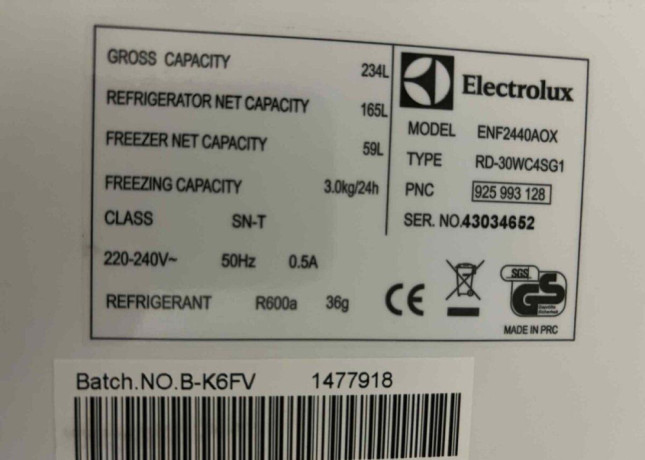 GROSS CAPACITY 234L
REFRIGERATOR NET CAPACITY 165L
FREEZER NET CAPACITY 59L
FREEZING CAPACITY 3.0kg/24h
CLASS SN-T
220-240V~ 50Hz 0.5A
REFRIGERANT R600a 36g
Electrolux
MODEL ENF2440AOX
TYPE RD-30WC4SG1
PNC 925 993 128
SER. NO.43034652
CE
SGS
GS
MADE IN PRC
Batch.NO.B-K6FV 1477918